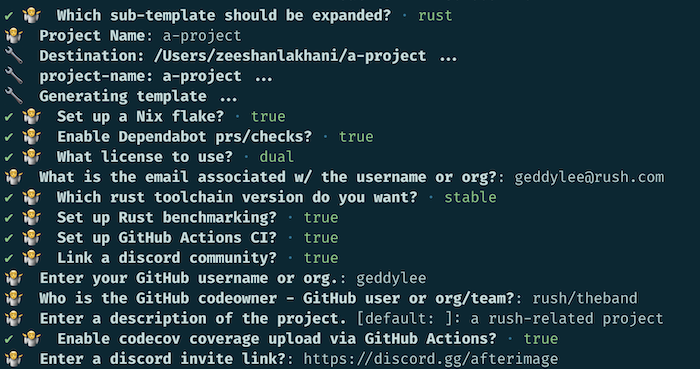 ✔ 🤷 Which sub-template should be expanded? · rust
🤷 Project Name: a-project
🔧 Destination: /Users/zeeshanlakhani/a-project ...
🔧 project-name: a-project ...
🔧 Generating template ...
✔ 🤷 Set up a Nix flake? · true
✔ 🤷 Enable Dependabot prs/checks? · true
✔ 🤷 What license to use? · dual
🤷 What is the email associated w/ the username or org?: geddylee@rush.com
✔ 🤷 Which rust toolchain version do you want? · stable
✔ 🤷 Set up Rust benchmarking? · true
✔ 🤷 Set up GitHub Actions CI? · true
✔ 🤷 Link a discord community? · true
🤷 Enter your GitHub username or org.: geddylee
🤷 Who is the GitHub codeowner - GitHub user or org/team?: rush/theband
🤷 Enter a description of the project. [default: ]: a rush-related project
✔ 🤷 Enable codecov coverage upload via GitHub Actions? · true
🤷 Enter a discord invite link?: https://discord.gg/afterimage